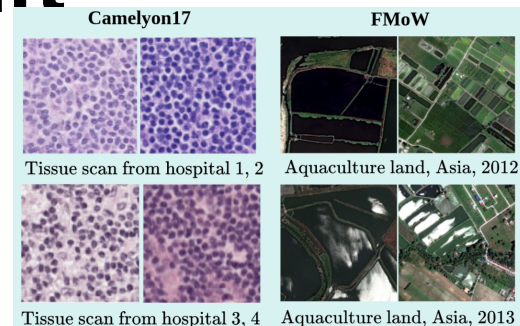 Camelyon17
FMoW
Tissue scan from hospital 1, 2
Aquaculture land, Asia, 2012
Tissue scan from hospital 3, 4
Aquaculture land, Asia, 2013